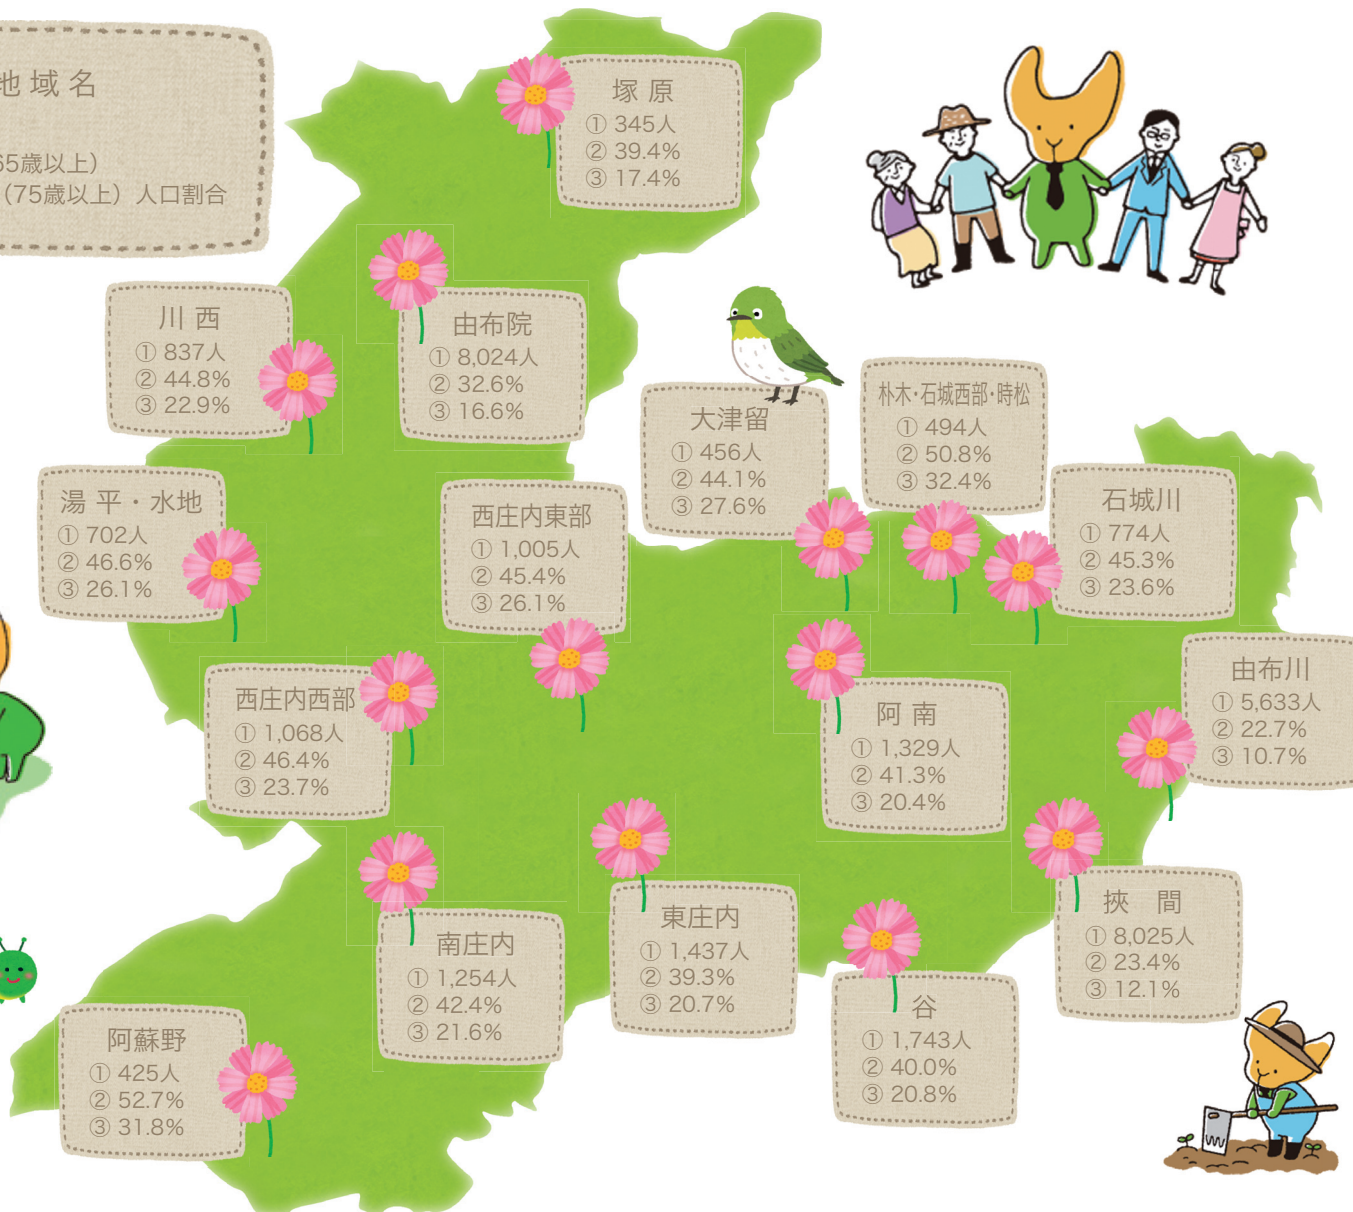 地域名
65歳以上）
（75歳以上）人口割合
塚原
① 345人
② 39.4%
③ 17.4%
川西
① 837人
② 44.8%
③ 22.9%
由布院
① 8,024人
② 32.6%
③ 16.6%
大津留
① 456人
② 44.1%
③ 27.6%
朴木・石城西部・時松
① 494人
② 50.8%
③ 32.4%
石城川
① 774人
② 45.3%
③ 23.6%
湯平・水地
① 702人
② 46.6%
③ 26.1%
西庄内東部
① 1,005人
② 45.4%
③ 26.1%
由布川
① 5,633人
② 22.7%
③ 10.7%
西庄内西部
① 1,068人
② 46.4%
③ 23.7%
阿南
① 1,329人
② 41.3%
③ 20.4%
挾間
① 8,025人
② 23.4%
③ 12.1%
東庄内
① 1,437人
② 39.3%
③ 20.7%
南庄内
① 1,254人
② 42.4%
③ 21.6%
谷
① 1,743人
② 40.0%
③ 20.8%
阿蘇野
① 425人
② 52.7%
③ 31.8%